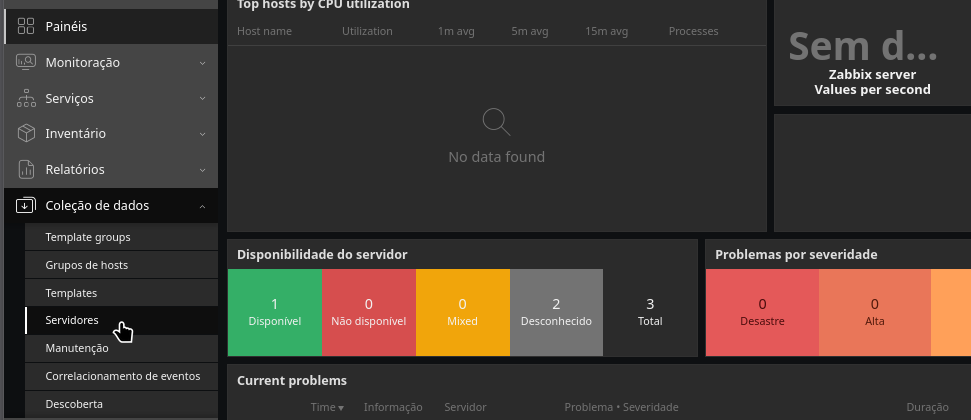 Painéis
Monitoração
Serviços
Inventário
Relatórios
Coleção de dados
Template groups
Grupos de hosts
Templates
Servidores
Manutenção
Correlacionamento de eventos
Descoberta
Top hosts by CPU utilization
Host name Utilization 1m avg 5m avg 15m avg Processes
No data found
Sem d...
Zabbix server
Values per second
Disponibilidade do servidor
1 0 0 2 3
Disponível Não disponível Mixed Desconhecido Total
Problemas por severidade
0 0
Desastre Alta
Current problems
Time Informação Servidor Problema • Severidade Duração